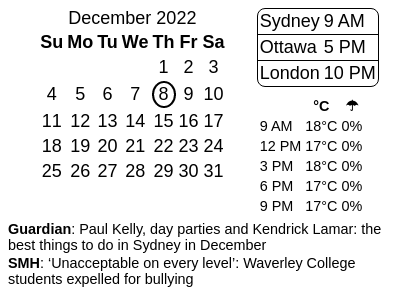 December 2022
Su Mo Tu We Th Fr Sa
1 2 3
4 5 6 7 8 9 10
11 12 13 14 15 16 17
18 19 20 21 22 23 24
25 26 27 28 29 30 31
Sydney 9 AM
Ottawa 5 PM
London 10 PM
°C ☂
9 AM 18°C 0%
12 PM 17°C 0%
3 PM 18°C 0%
6 PM 17°C 0%
9 PM 17°C 0%
Guardian: Paul Kelly, day parties and Kendrick Lamar: the
best things to do in Sydney in December
SMH: ‘Unacceptable on every level’: Waverley College
students expelled for bullying